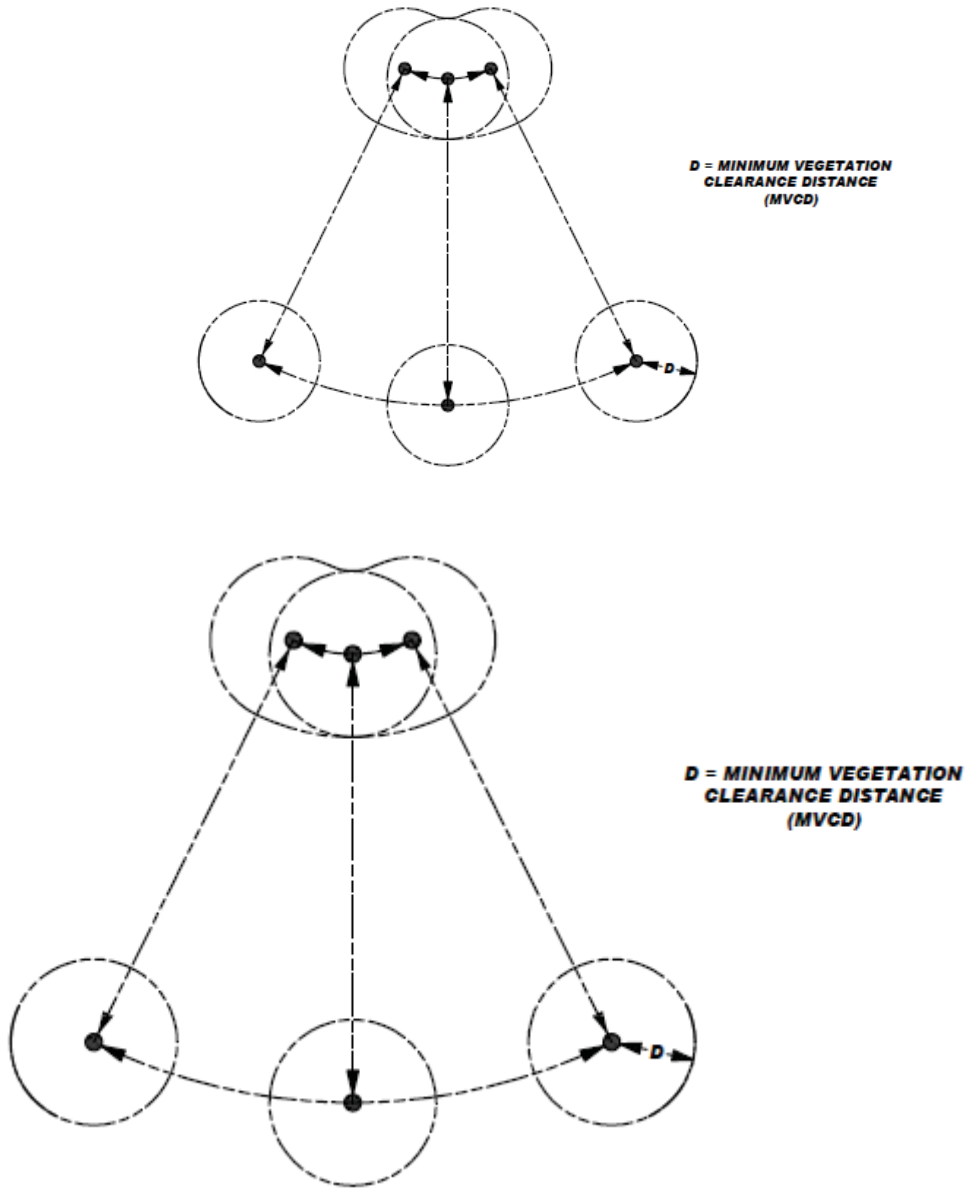 D = MINIMUM VEGETATION
CLEARANCE DISTANCE
(MVCD)
D
D = MINIMUM VEGETATION
CLEARANCE DISTANCE
(MVCD)
D